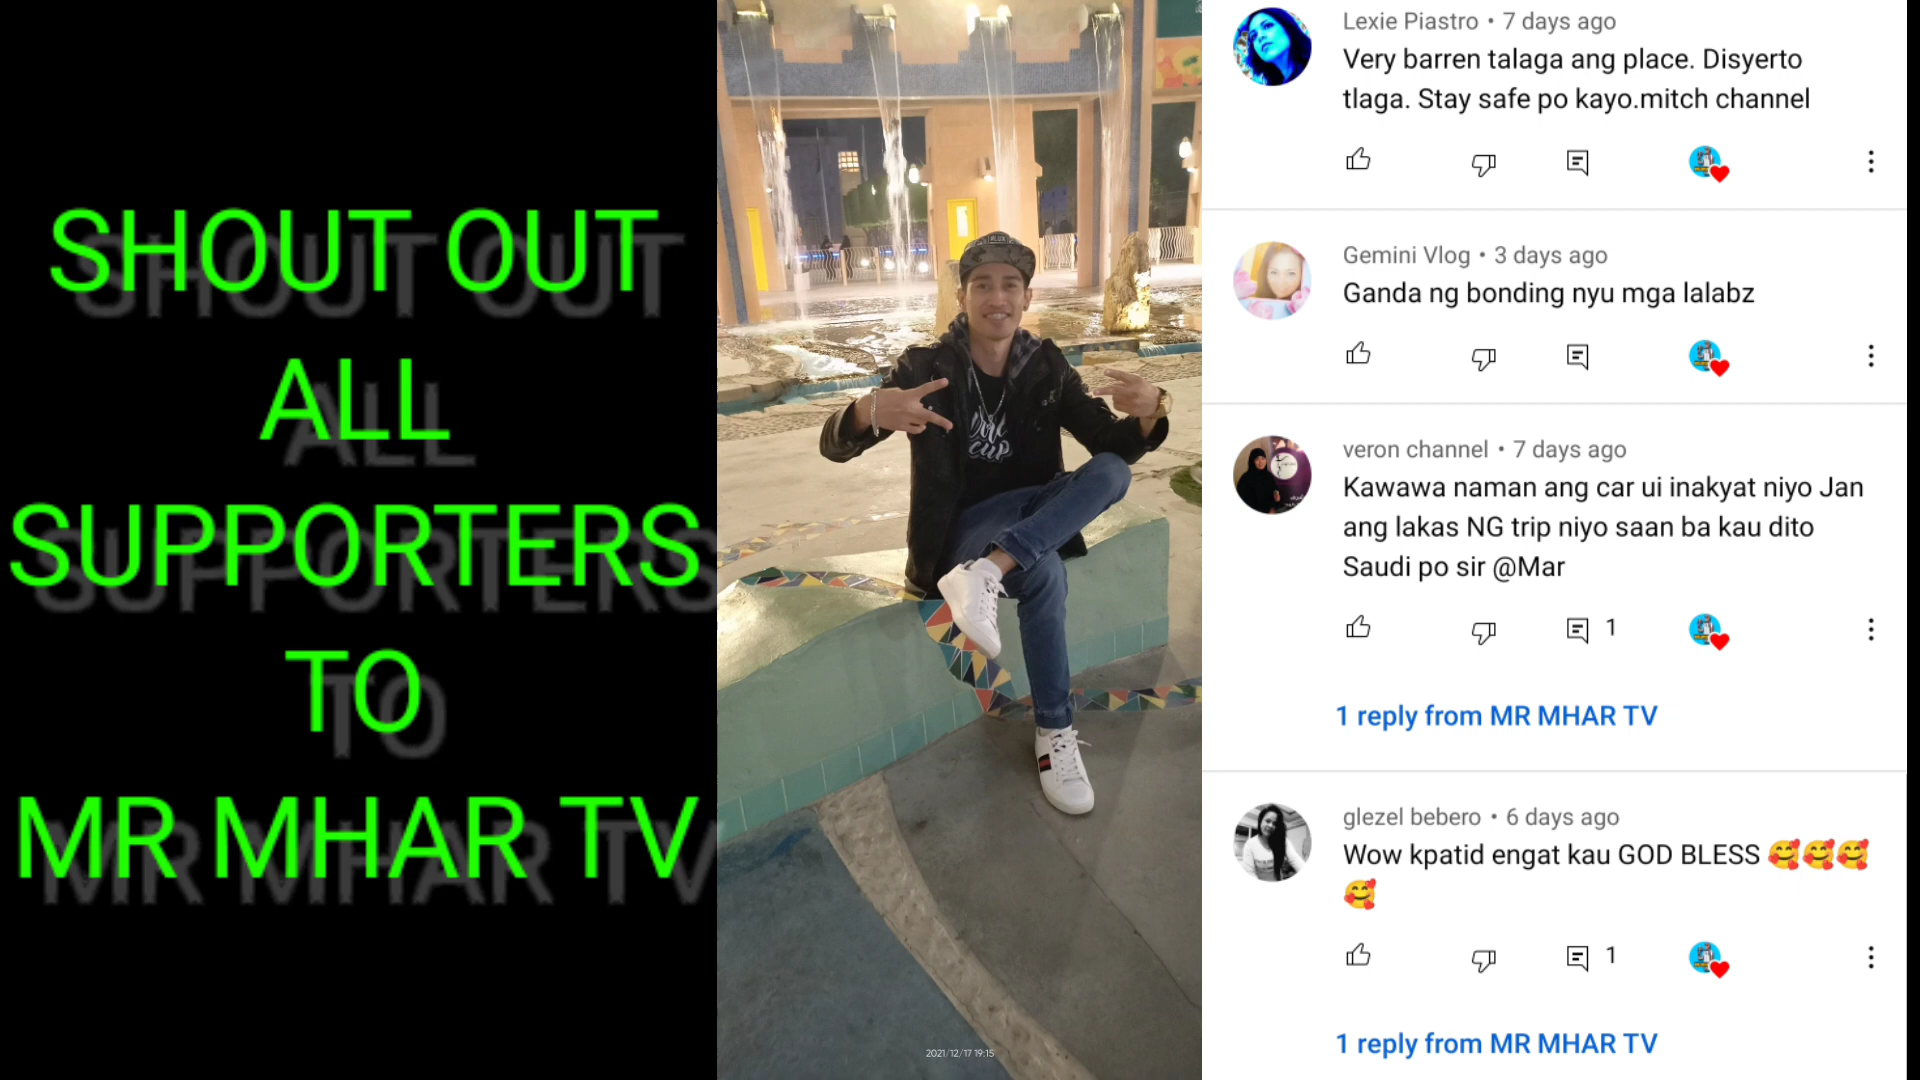 SHOUT OUT
ALL
SUPPORTERS
TO
MR MHAR TV
2021/12/17 19:15
Lexie Piastro • 7 days ago
Very barren talaga ang place. Disyerto
tlaga. Stay safe po kayo.mitch channel
Gemini Vlog • 3 days ago
Ganda ng bonding nyu mga lalabz
veron channel • 7 days ago
Kawawa naman ang car ui inakyat niyo Jan
ang lakas NG trip niyo saan ba kau dito
Saudi po sir @Mar
1
1 reply from MR MHAR TV
glezel bebero • 6 days ago
Wow kpatid engat kau GOD BLESS 🥰🥰🥰
🥰
1
1 reply from MR MHAR TV